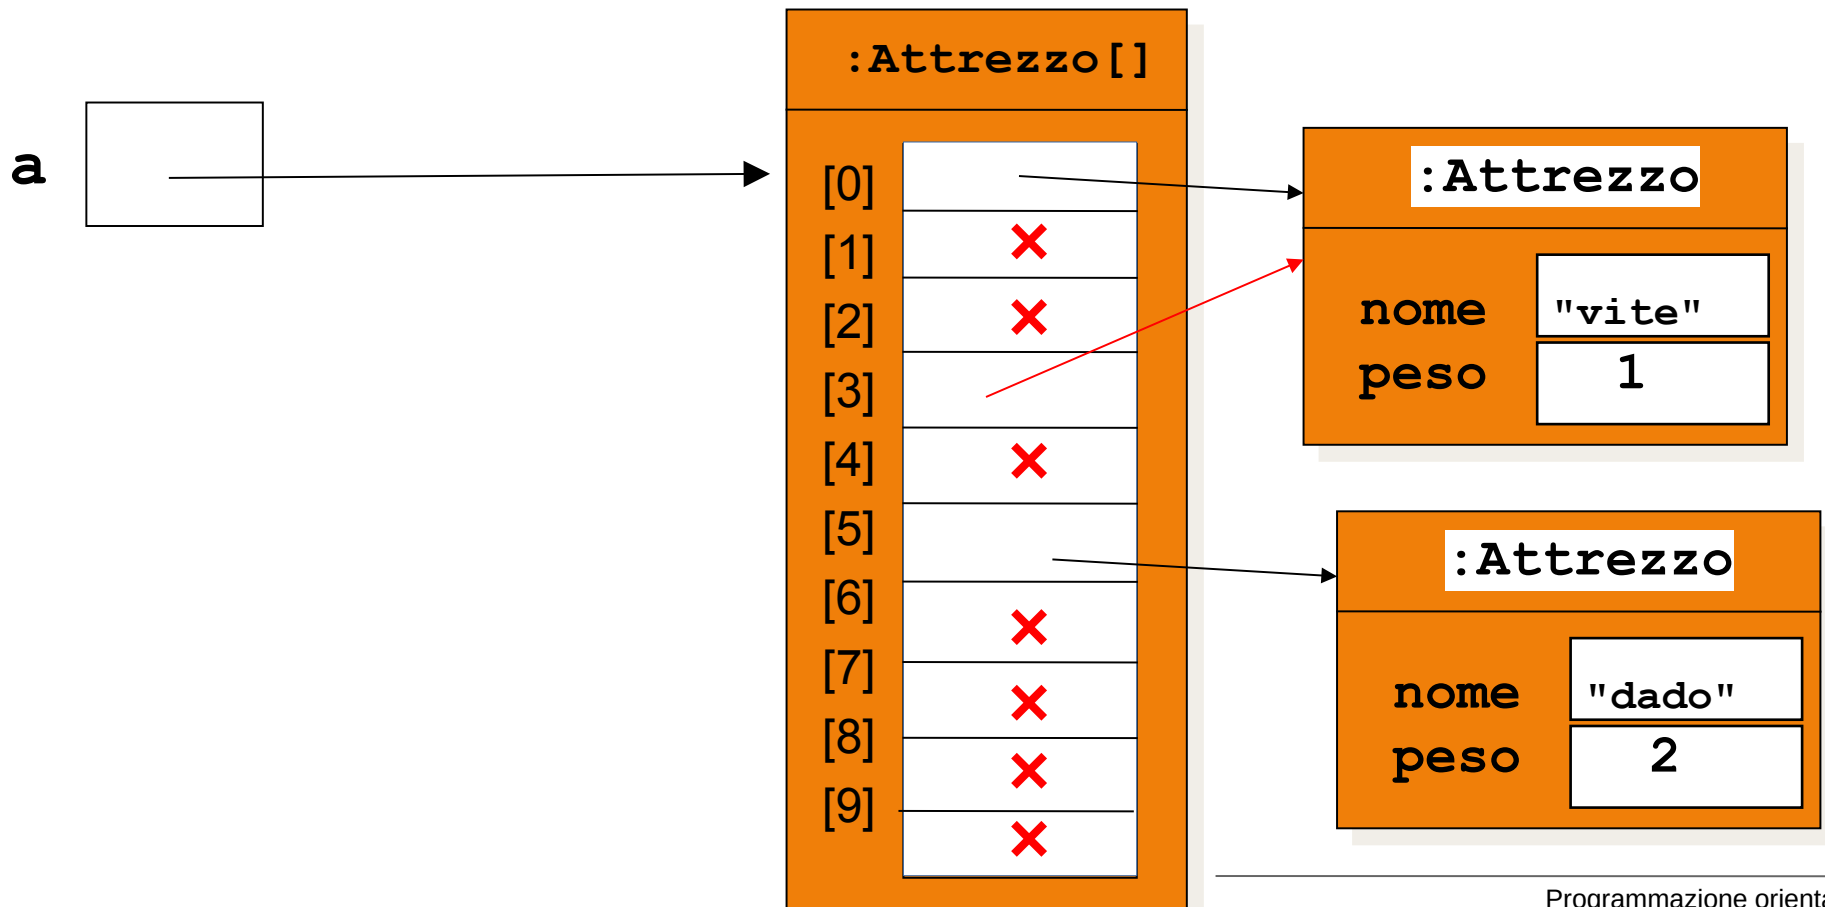 :Attrezzo[]
a
[0]
[1]
[2]
[3]
[4]
[5]
[6]
[7]
[8]
[9]
:Attrezzo
nome "vite"
peso 1
:Attrezzo
nome "dado"
peso 2
Programmazione